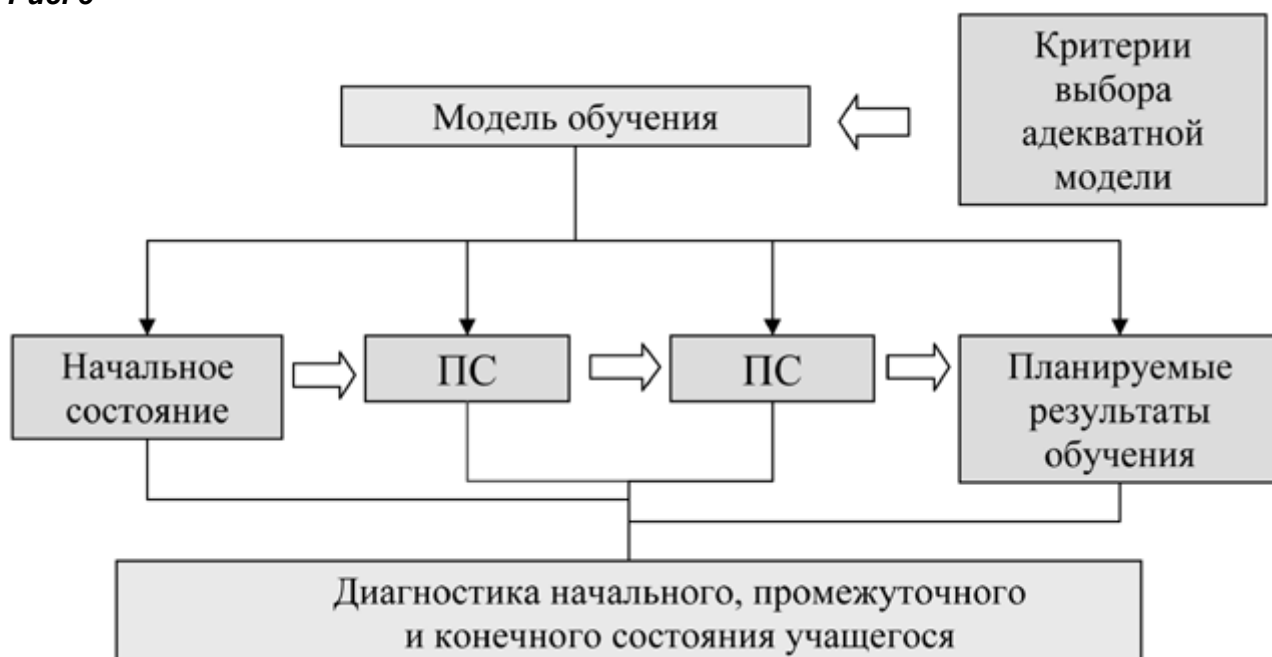 Критерии
выбора
адекватной
модели
Модель обучения
Начальное
состояние
ПС
ПС
Планируемые
результаты
обучения
Диагностика начального, промежуточного
и конечного состояния учащегося